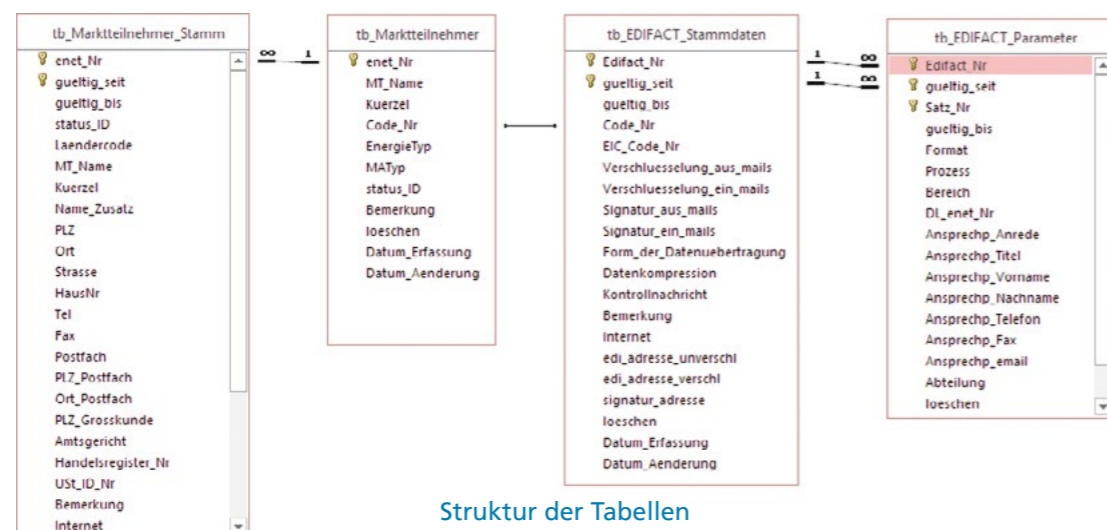 tb_Marktteilnehmer_Stamm
enet_Nr
gueltig_seit
gueltig_bis
status_ID
Laendercode
MT_Name
Kuerzel
Name_Zusatz
PLZ
Ort
Strasse
HausNr
Tel
Fax
Postfach
PLZ_Postfach
Ort_Postfach
PLZ_Grosskunde
Amtsgericht
Handelsregister_Nr
USt_ID_Nr
Bemerkung
Internet
∞ 1
tb_Marktteilnehmer
enet_Nr
MT_Name
Kuerzel
Code_Nr
EnergieTyp
MATyp
status_ID
Bemerkung
loeschen
Datum_Erfassung
Datum_Aenderung
tb_EDIFACT_Stammdaten
Edifact_Nr
gueltig_seit
gueltig_bis
Code_Nr
EIC_Code_Nr
Verschluesselung_aus_mails
Verschluesselung_ein_mails
Signatur_aus_mails
Signatur_ein_mails
Form_der_Datenuebertragung
Datenkompression
Kontrollnachricht
Bemerkung
Internet
edi_adresse_unverschl
edi_adresse_verschl
signatur_adresse
loeschen
Datum_Erfassung
Datum_Aenderung
1 ∞
1 ∞
tb_EDIFACT_Parameter
Edifact_Nr
gueltig_seit
Satz_Nr
gueltig_bis
Format
Prozess
Bereich
DL_enet_Nr
Ansprechp_Anrede
Ansprechp_Titel
Ansprechp_Vorname
Ansprechp_Nachname
Ansprechp_Telefon
Ansprechp_Fax
Ansprechp_email
Abteilung
loeschen
Struktur der Tabellen